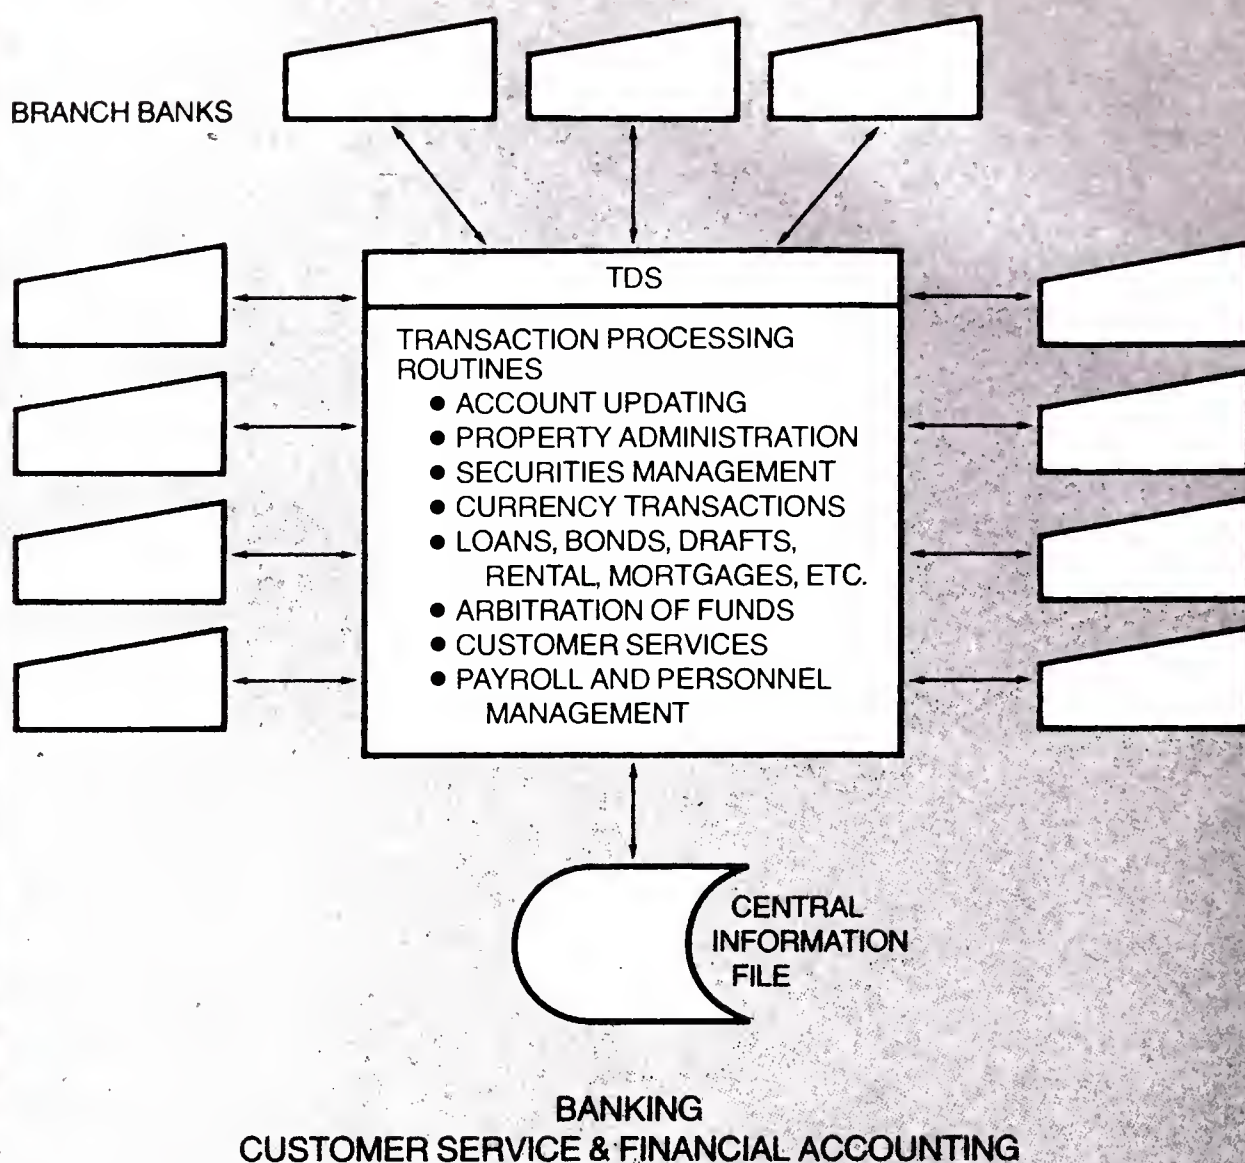 BRANCH BANKS
TDS
TRANSACTION PROCESSING
ROUTINES
● ACCOUNT UPDATING
● PROPERTY ADMINISTRATION
● SECURITIES MANAGEMENT
● CURRENCY TRANSACTIONS
● LOANS, BONDS, DRAFTS,
RENTAL, MORTGAGES, ETC.
● ARBITRATION OF FUNDS
● CUSTOMER SERVICES
● PAYROLL AND PERSONNEL
MANAGEMENT
CENTRAL
INFORMATION
FILE
BANKING
CUSTOMER SERVICE & FINANCIAL ACCOUNTING